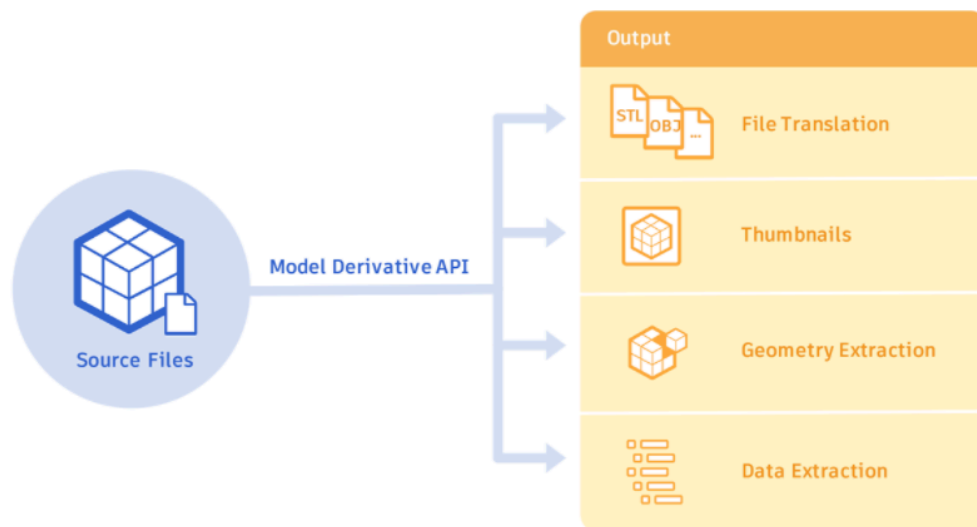 Output
STL
OBJ
...
File Translation
Thumbnails
Model Derivative API
Source Files
Geometry Extraction
Data Extraction